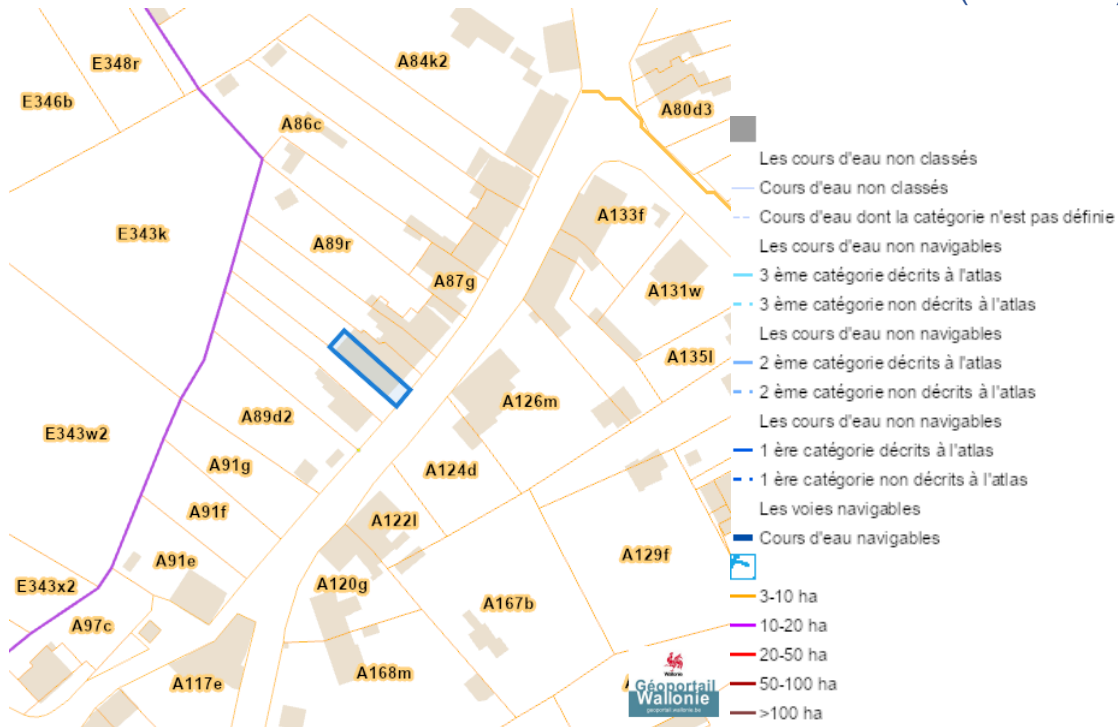 E348r
A84k2
E346b
A80d3
A86c
E343k
A133f
A89r
A87g
A131w
A135l
A126m
A89d2
E343w2
A91g
A124d
A91f
A122l
A129f
A91e
E343x2
A120g
A167b
A97c
A168m
A117e
Wallonie
Géoportail
Wallonie
geoportail.wallonie.be
Les cours d'eau non classés
Cours d'eau non classés
Cours d'eau dont la catégorie n'est pas définie
Les cours d'eau non navigables
3 ème catégorie décrits à l'atlas
3 ème catégorie non décrits à l'atlas
Les cours d'eau non navigables
2 ème catégorie décrits à l'atlas
2 ème catégorie non décrits à l'atlas
Les cours d'eau non navigables
1 ère catégorie décrits à l'atlas
1 ère catégorie non décrits à l'atlas
Les voies navigables
Cours d'eau navigables
3-10 ha
10-20 ha
20-50 ha
50-100 ha
>100 ha